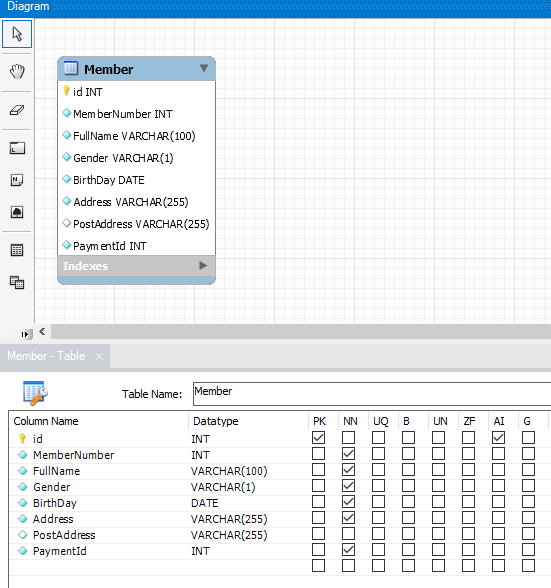 Diagram
Member
id INT
MemberNumber INT
FullName VARCHAR(100)
Gender VARCHAR(1)
BirthDay DATE
Address VARCHAR(255)
PostAddress VARCHAR(255)
PaymentId INT
Indexes
Member - Table
Table Name: Member
Column Name Datatype PK NN UQ B UN ZF AI G
id INT
MemberNumber INT
FullName VARCHAR(100)
Gender VARCHAR(1)
BirthDay DATE
Address VARCHAR(255)
PostAddress VARCHAR(255)
PaymentId INT